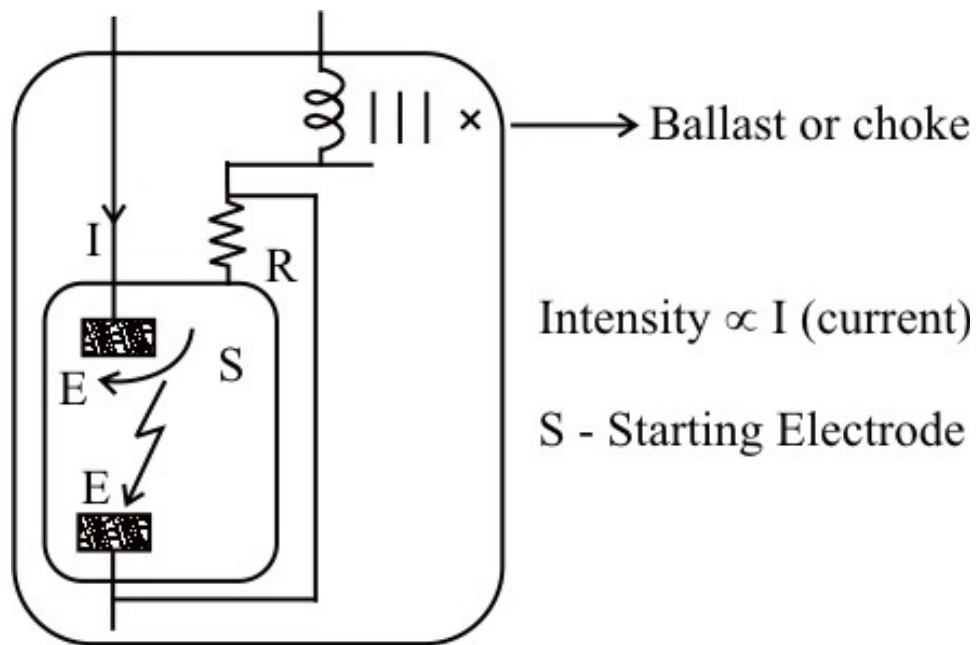 × Ballast or choke
I
R
Intensity ∝ I (current)
E S
S - Starting Electrode
E